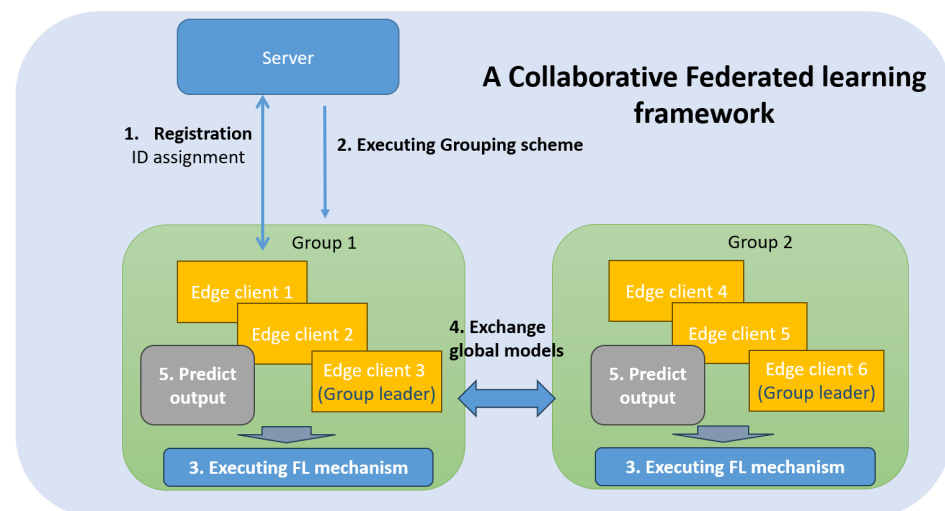 Server
A Collaborative Federated learning
framework
1. Registration
ID assignment
2. Executing Grouping scheme
Group 1
Edge client 1
Edge client 2
Edge client 3
(Group leader)
5. Predict
output
3. Executing FL mechanism
4. Exchange
global models
Group 2
Edge client 4
Edge client 5
Edge client 6
(Group leader)
5. Predict
output
3. Executing FL mechanism